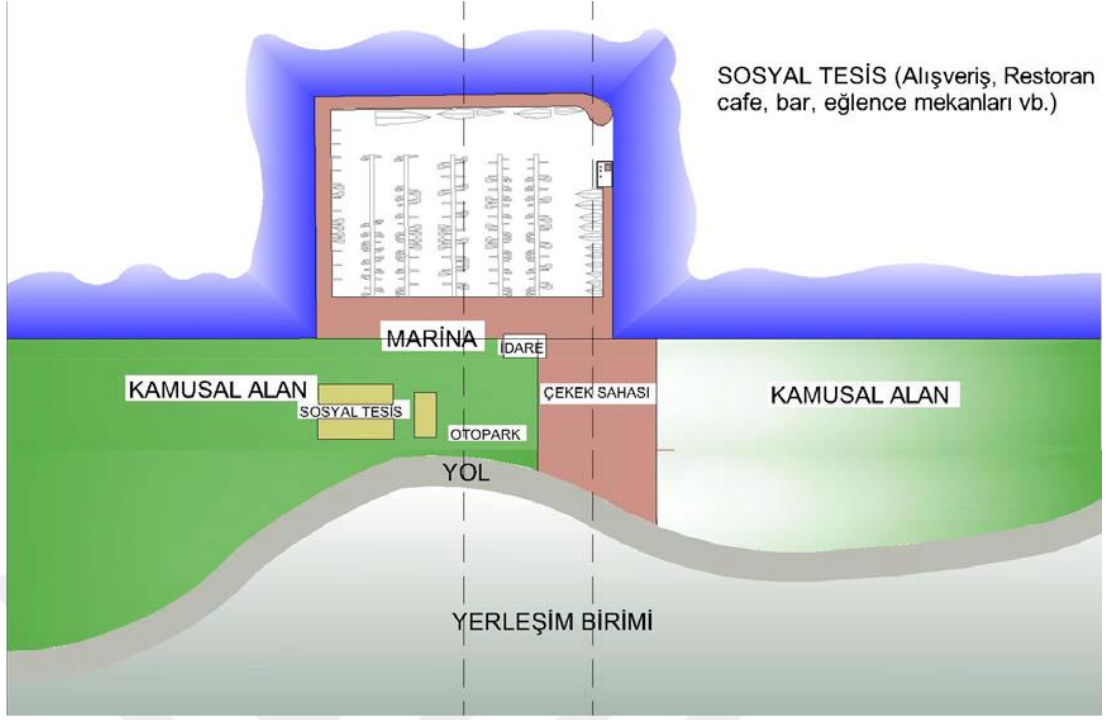 SOSYAL TESİS (Alışveriş, Restoran
cafe, bar, eğlence mekanları vb.)
MARİNA
İDARE
KAMUSAL ALAN
SOSYAL TESİS
ÇEKEK SAHASI
KAMUSAL ALAN
OTOPARK
YOL
YERLEŞİM BİRİMİ